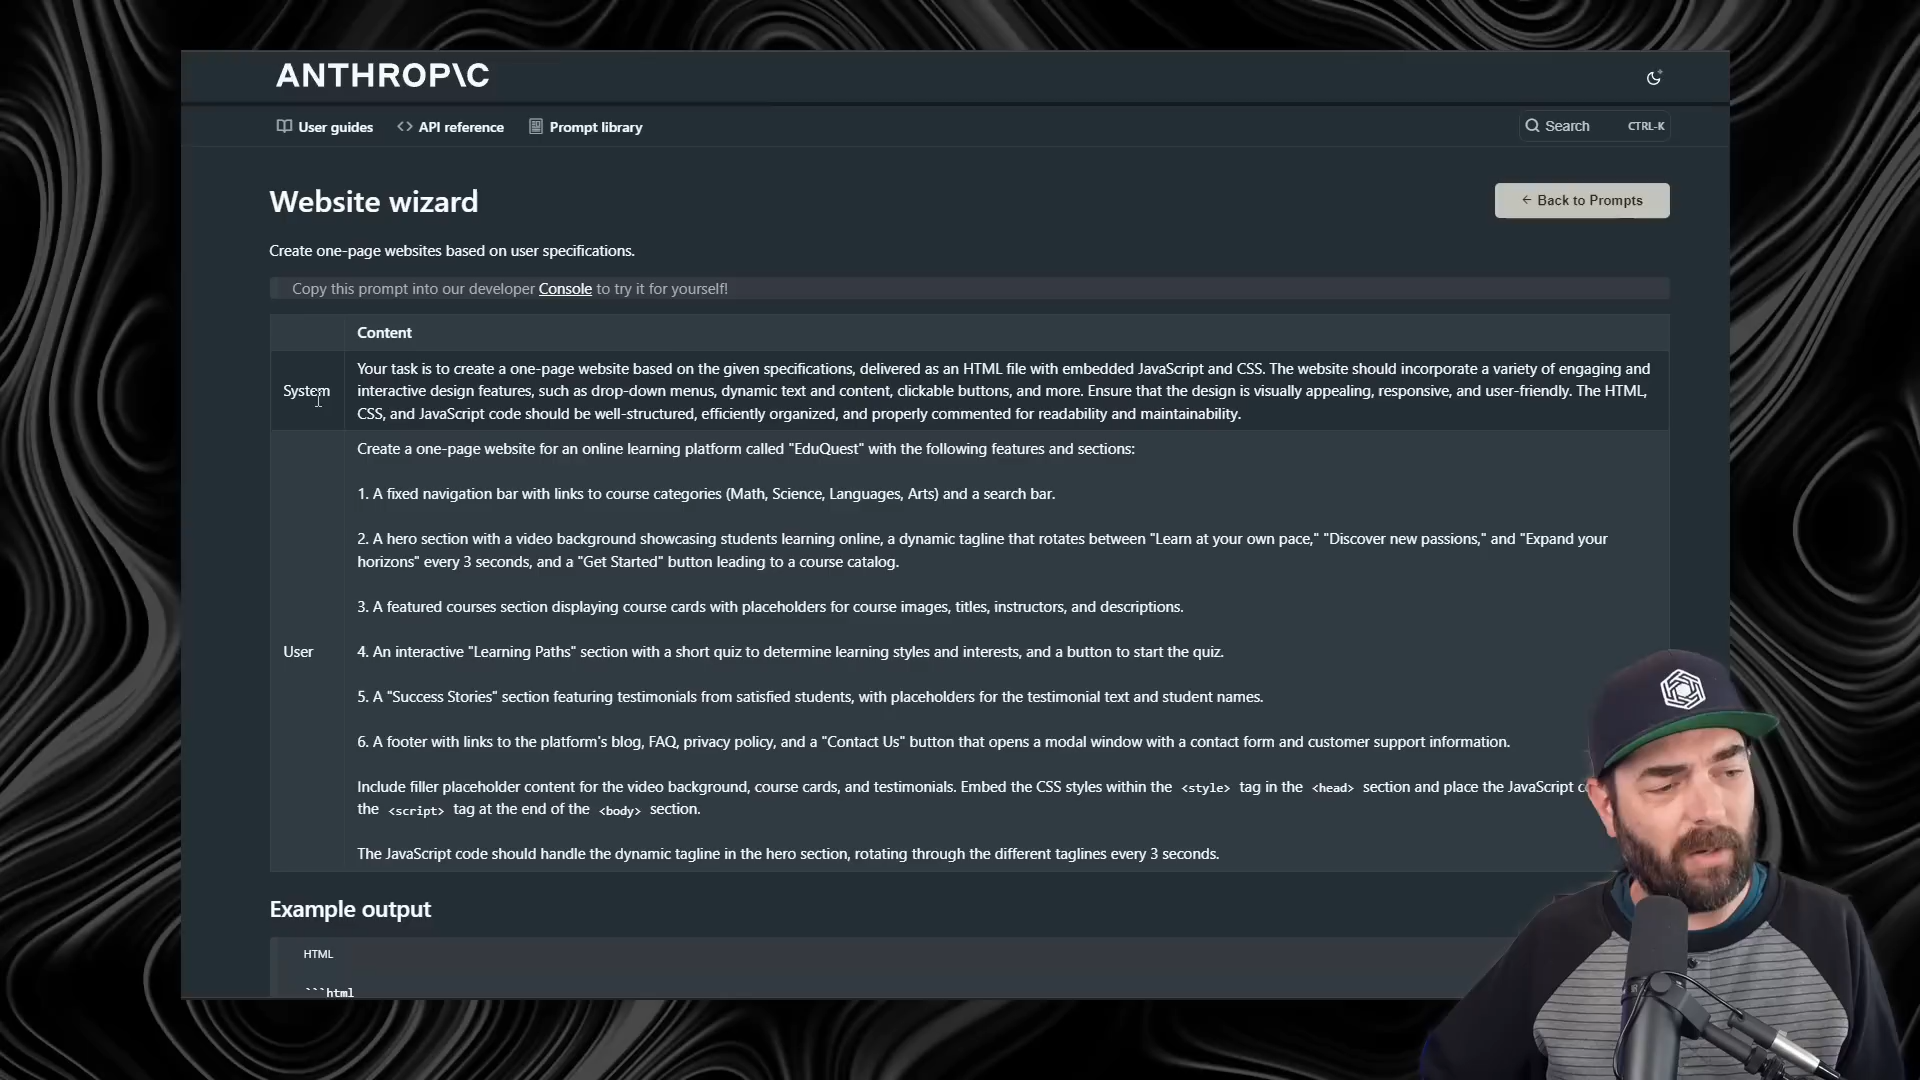 ANTHROP\C
User guides
<> API reference
Prompt library
Search
CTRL-K
Website wizard
← Back to Prompts
Create one-page websites based on user specifications.
Copy this prompt into our developer Console to try it for yourself!
Content
System
Your task is to create a one-page website based on the given specifications, delivered as an HTML file with embedded JavaScript and CSS. The website should incorporate a variety of engaging and
interactive design features, such as drop-down menus, dynamic text and content, clickable buttons, and more. Ensure that the design is visually appealing, responsive, and user-friendly. The HTML,
CSS, and JavaScript code should be well-structured, efficiently organized, and properly commented for readability and maintainability.
User
Create a one-page website for an online learning platform called "EduQuest" with the following features and sections:
1. A fixed navigation bar with links to course categories (Math, Science, Languages, Arts) and a search bar.
2. A hero section with a video background showcasing students learning online, a dynamic tagline that rotates between "Learn at your own pace," "Discover new passions," and "Expand your
horizons" every 3 seconds, and a "Get Started" button leading to a course catalog.
3. A featured courses section displaying course cards with placeholders for course images, titles, instructors, and descriptions.
4. An interactive "Learning Paths" section with a short quiz to determine learning styles and interests, and a button to start the quiz.
5. A "Success Stories" section featuring testimonials from satisfied students, with placeholders for the testimonial text and student names.
6. A footer with links to the platform's blog, FAQ, privacy policy, and a "Contact Us" button that opens a modal window with a contact form and customer support information.
Include filler placeholder content for the video background, course cards, and testimonials. Embed the CSS styles within the <style> tag in the <head> section and place the JavaScript
the <script> tag at the end of the <body> section.
The JavaScript code should handle the dynamic tagline in the hero section, rotating through the different taglines every 3 seconds.
Example output
HTML
```html